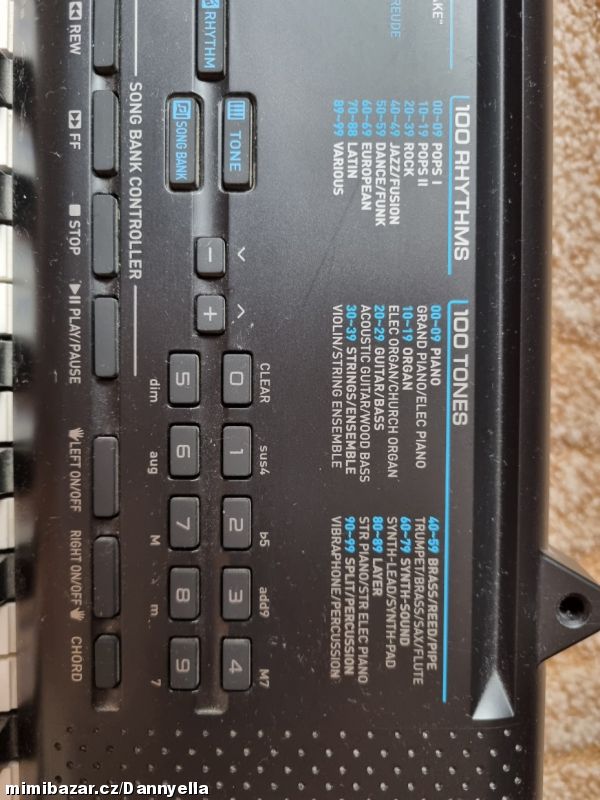 AKE"
REUDE
100 RHYTHMS
00~09 POPS I
10~19 POPS II
20~39 ROCK
40~49 JAZZ/FUSION
50~59 DANCE/FUNK
60~69 EUROPEAN
70~88 LATIN
89~99 VARIOUS
100 TONES
00~09 PIANO
GRAND PIANO/ELEC PIANO
10~19 ORGAN
ELEC ORGAN/CHURCH ORGAN
20~29 GUITAR/BASS
ACOUSTIC GUITAR/WOOD BASS
30~39 STRINGS/ENSEMBLE
VIOLIN/STRING ENSEMBLE
40~59 BRASS/REED/PIPE
TRUMPET/BRASS/SAX/FLUTE
60~79 SYNTH-SOUND
SYNTH-LEAD/SYNTH-PAD
80~89 LAYER
STR PIANO/STR ELEC PIANO
90~99 SPLIT/PERCUSSION
VIBRAPHONE/PERCUSSION
RHYTHM
TONE
SONG BANK
− +
CLEAR sus4 b5 add9 M7
0 1 2 3 4
5 6 7 8 9
dim aug M m 7
SONG BANK CONTROLLER
REW FF STOP PLAY/PAUSE LEFT ON/OFF RIGHT ON/OFF CHORD
mimibazar.cz/Dannyella